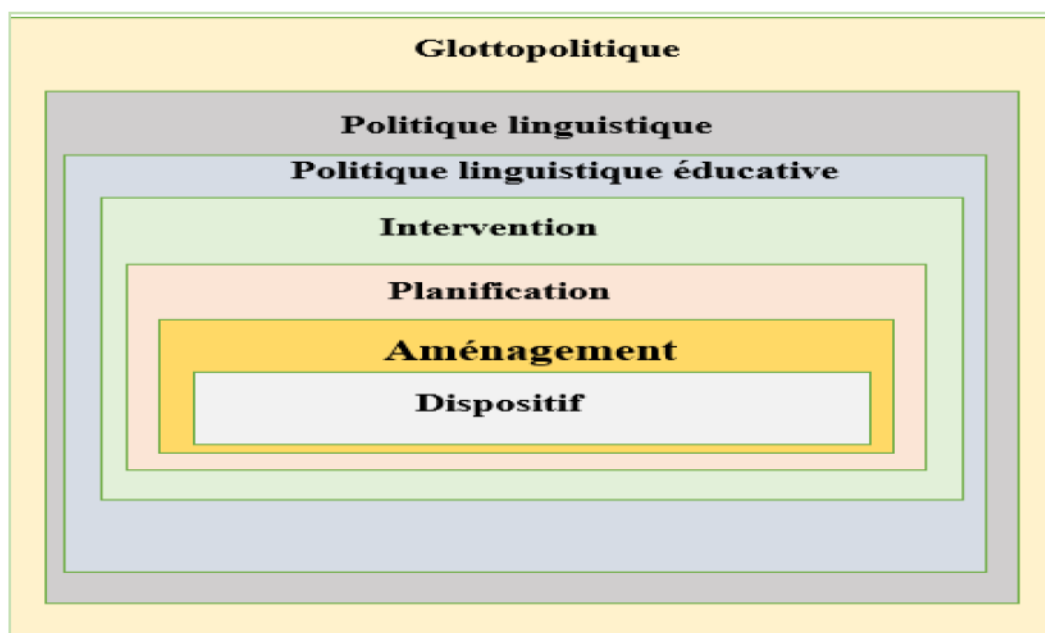 Glottopolitique
Politique linguistique
Politique linguistique éducative
Intervention
Planification
Aménagement
Dispositif